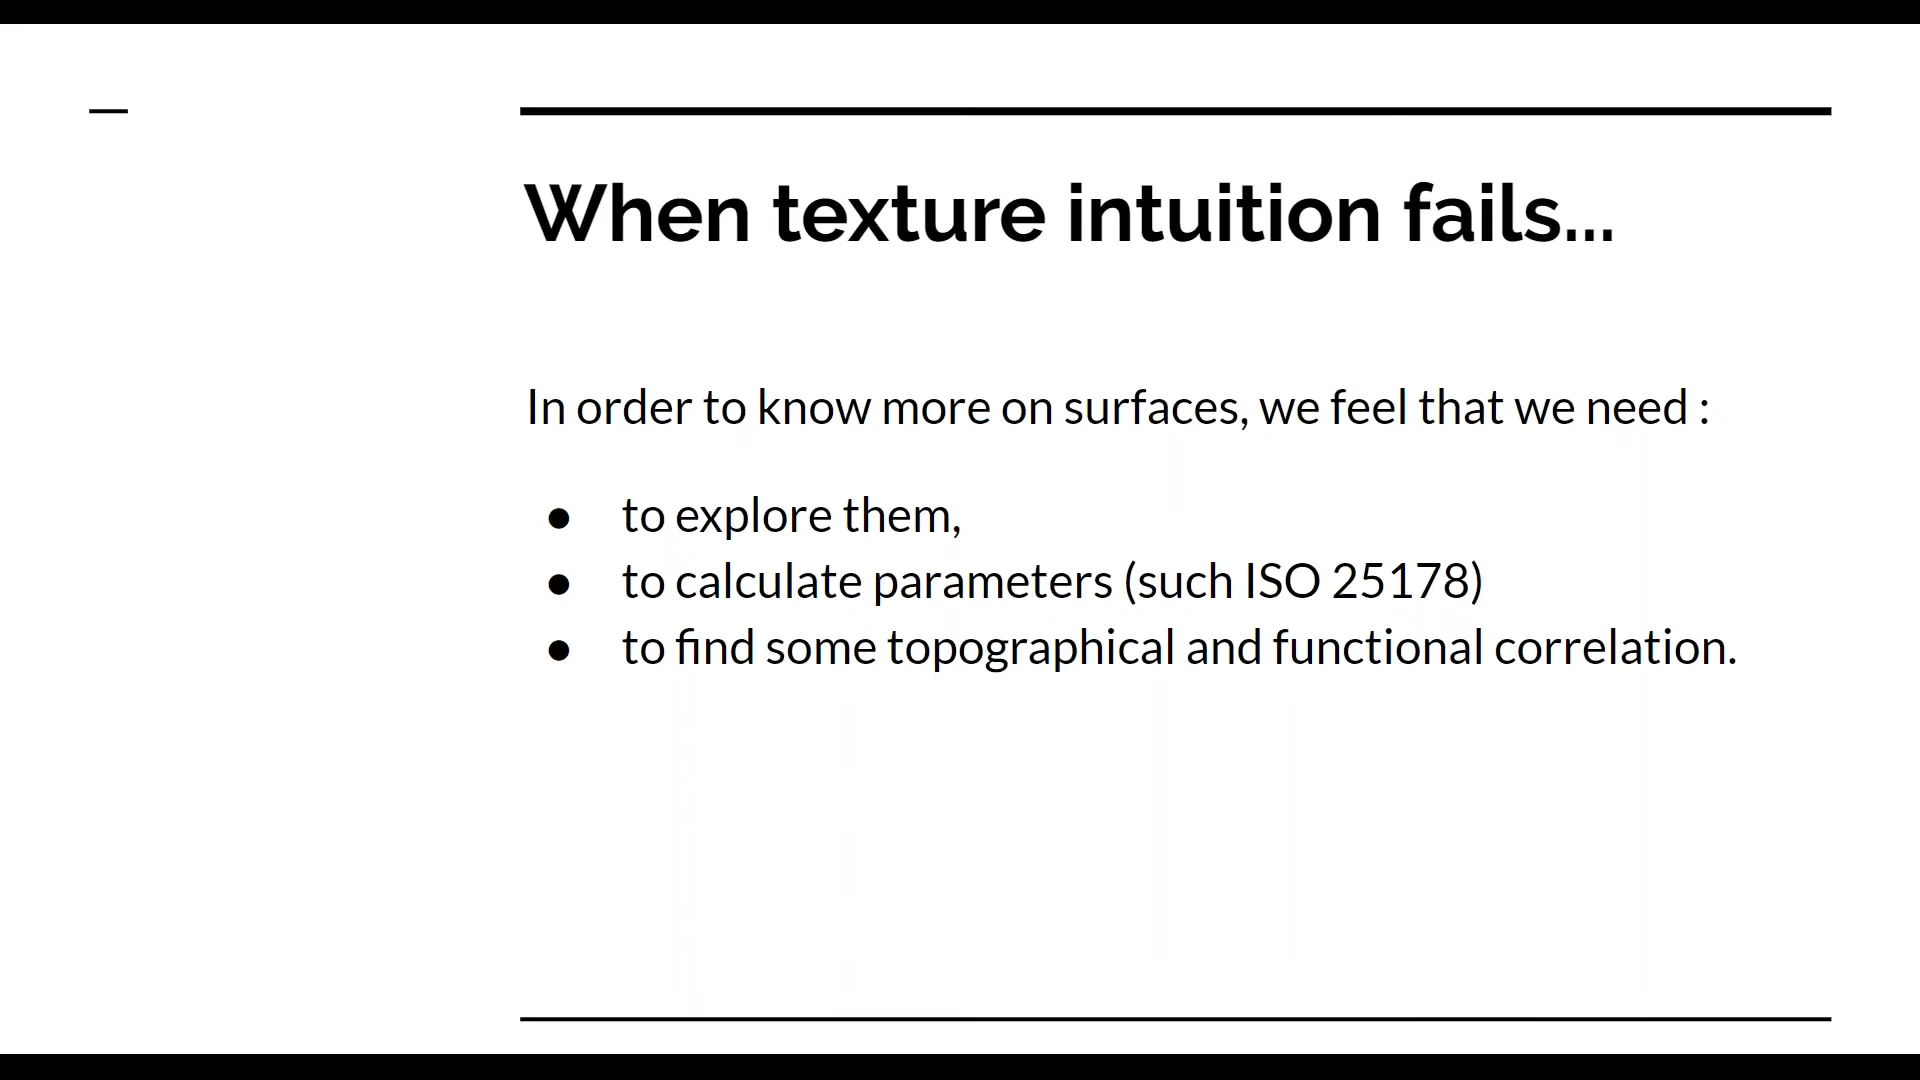 When texture intuition fails...
In order to know more on surfaces, we feel that we need :
● to explore them,
● to calculate parameters (such ISO 25178)
● to find some topographical and functional correlation.